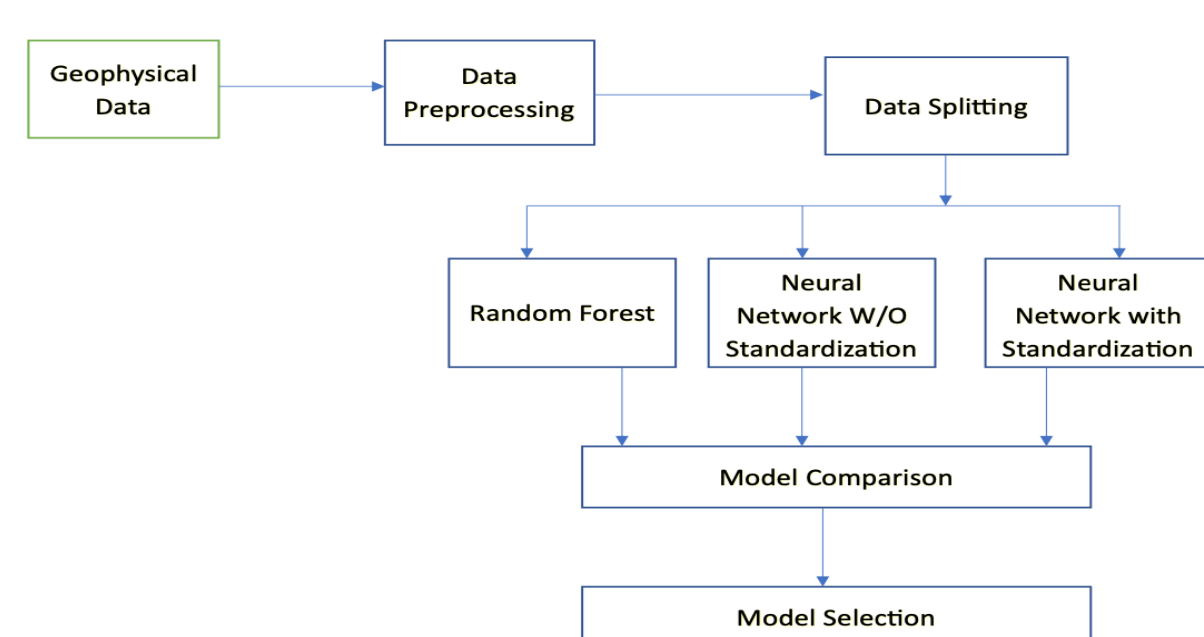 Geophysical
Data
Data
Preprocessing
Data Splitting
Random Forest
Neural
Network W/O
Standardization
Neural
Network with
Standardization
Model Comparison
Model Selection